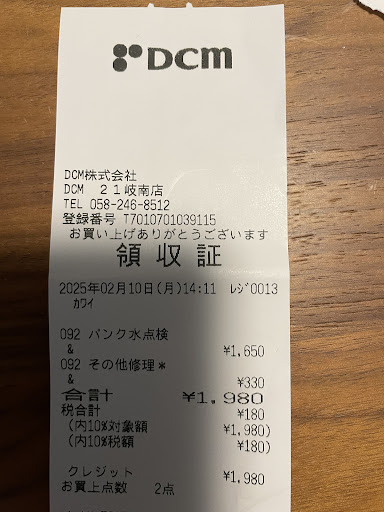 DCM
DCM株式会社
DCM 21岐南店
TEL 058-246-8512
登録番号 T7010701039115
お買い上げありがとうございます
領収証
2025年02月10日(月)14:11 レジ0013
カワイ
092 パンク水点検
& ¥1,650
092 その他修理*
& ¥330
合計 ¥1,980
税合計 ¥180
(内10%対象額 ¥1,980)
(内10%税額 ¥180)
クレジット ¥1,980
お買上点数 2点